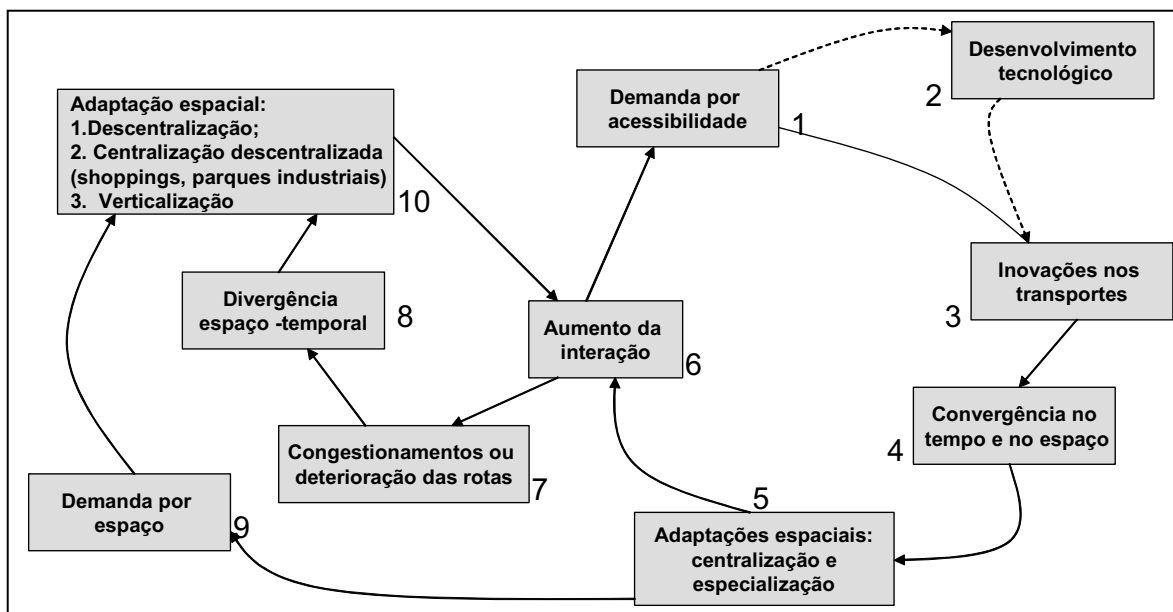 Demanda por
acessibilidade
1
Desenvolvimento
tecnológico
2
Inovações nos
transportes
3
Convergência no
tempo e no espaço
4
Adaptações espaciais:
centralização e
especialização
5
Aumento da
interação
6
Congestionamentos ou
deterioração das rotas
7
Divergência
espaço -temporal
8
Demanda por
espaço
9
Adaptação espacial:
1.Descentralização;
2. Centralização descentralizada
(shoppings, parques industriais)
3. Verticalização
10